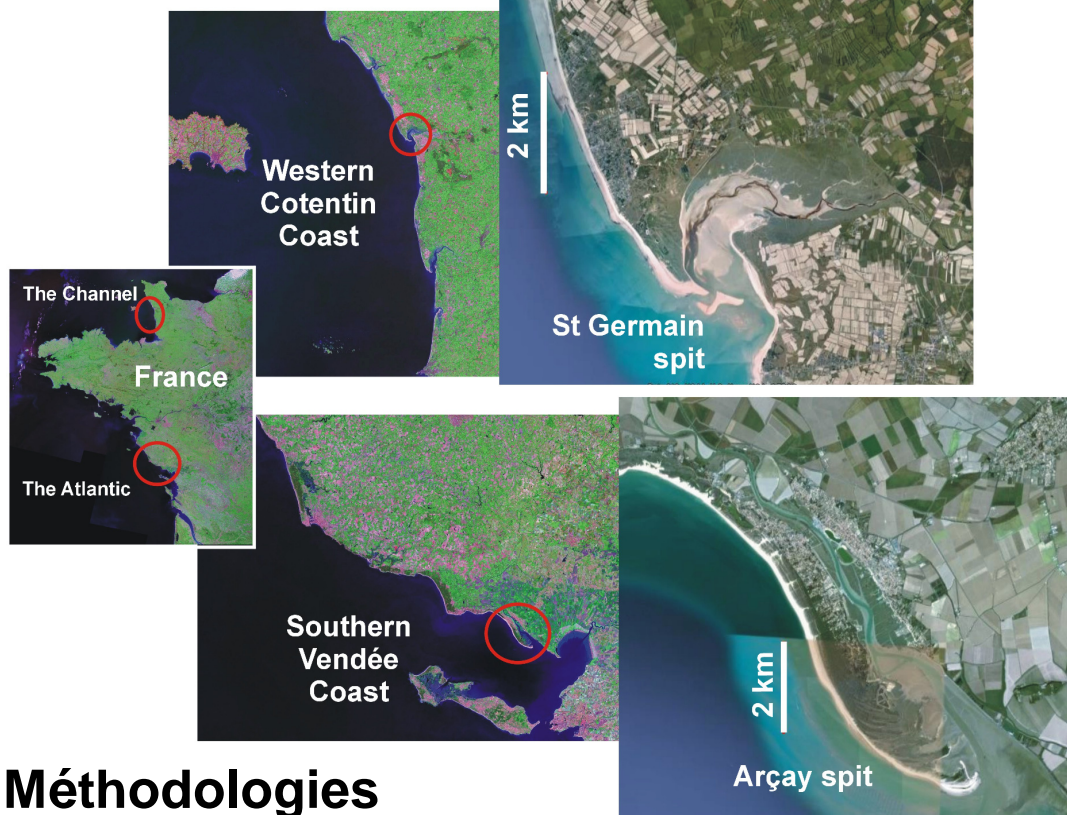 Western
Cotentin
Coast
2 km
St Germain
spit
The Channel
France
The Atlantic
Southern
Vendée
Coast
2 km
Arçay spit
Méthodologies